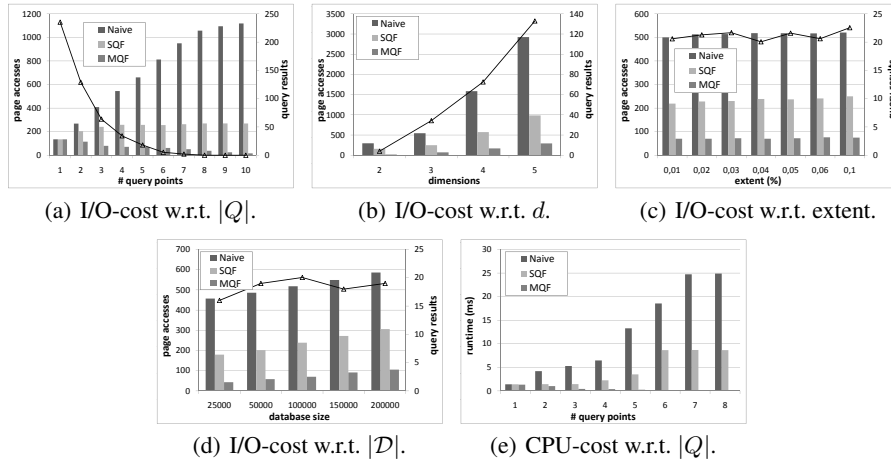 1200
1000
800
600
400
200
0
250
200
150
100
50
0
page accesses
query results
Naive
SQF
MQF
1 2 3 4 5 6 7 8 9 10
# query points
(a) I/O-cost w.r.t. |Q|.
3500
3000
2500
2000
1500
1000
500
0
140
120
100
80
60
40
20
0
page accesses
query results
Naive
SQF
MQF
2 3 4 5
dimensions
(b) I/O-cost w.r.t. d.
600
500
400
300
200
100
0
25
20
15
10
5
0
page accesses
query results
Naive
SQF
MQF
0,01 0,02 0,03 0,04 0,05 0,06 0,1
extent (%)
(c) I/O-cost w.r.t. extent.
700
600
500
400
300
200
100
0
25
20
15
10
5
0
page accesses
query results
Naive
SQF
MQF
25000 50000 100000 150000 200000
database size
(d) I/O-cost w.r.t. |D|.
30
25
20
15
10
5
0
runtime (ms)
Naive
SQF
MQF
1 2 3 4 5 6 7 8
# query points
(e) CPU-cost w.r.t. |Q|.